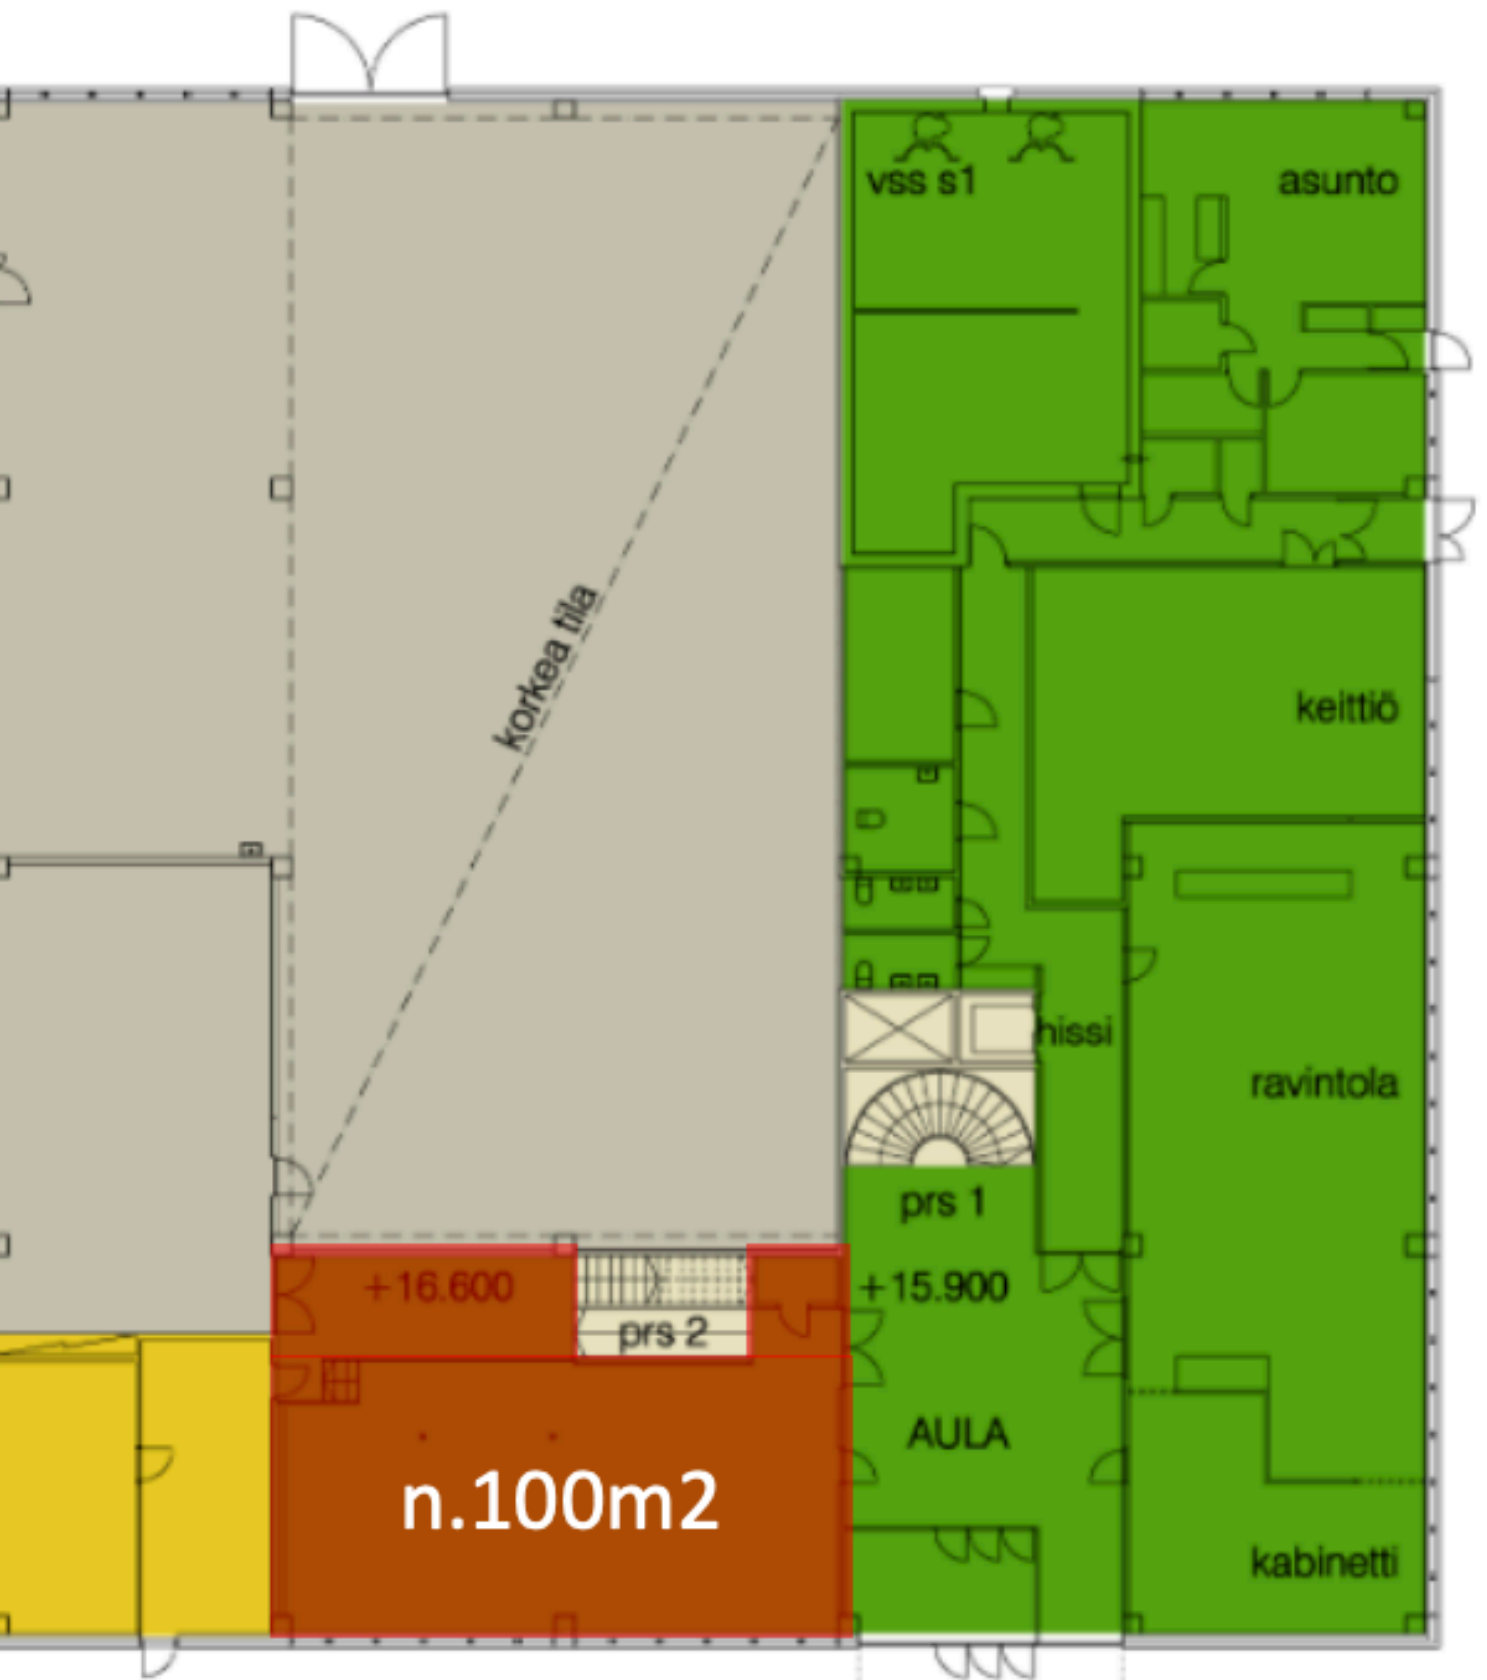 vss s1
asunto
korkea tila
keittiö
hissi
ravintola
prs 1
+16.600
+15.900
prs 2
AULA
n.100m2
kabinetti